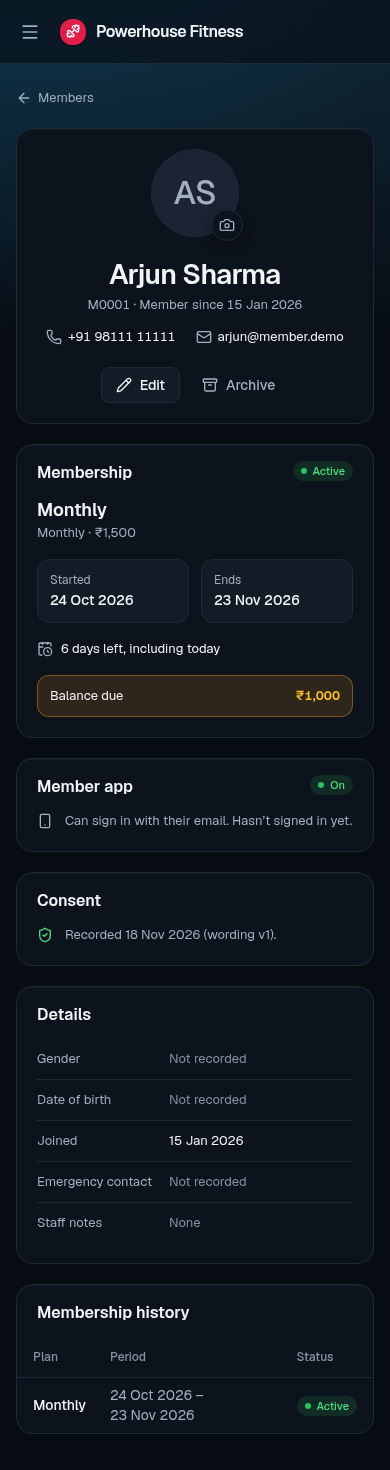 Powerhouse Fitness
Members
AS
Arjun Sharma
M0001 · Member since 15 Jan 2026
+91 98111 11111 arjun@member.demo
Edit Archive
Membership Active
Monthly
Monthly · ₹1,500
Started Ends
24 Oct 2026 23 Nov 2026
6 days left, including today
Balance due ₹1,000
Member app On
Can sign in with their email. Hasn’t signed in yet.
Consent
Recorded 18 Nov 2026 (wording v1).
Details
Gender Not recorded
Date of birth Not recorded
Joined 15 Jan 2026
Emergency contact Not recorded
Staff notes None
Membership history
Plan Period Status
Monthly 24 Oct 2026 – Active
23 Nov 2026